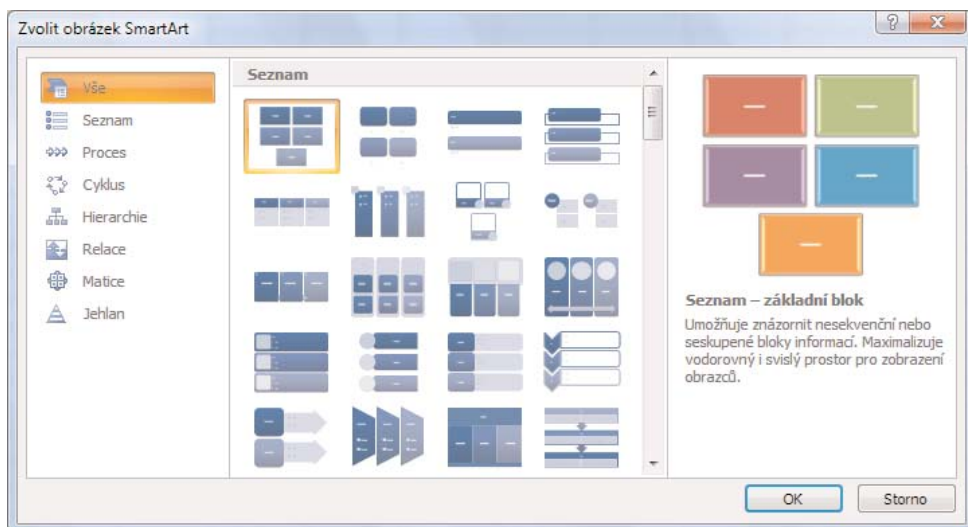 Zvolit obrázek SmartArt
Vše
Seznam
Proces
Cyklus
Hierarchie
Relace
Matice
Jehlan
Seznam
Seznam – základní blok
Umožňuje znázornit nesekvenční nebo
seskupené bloky informací. Maximalizuje
vodorovný i svislý prostor pro zobrazení
obrazců.
OK
Storno